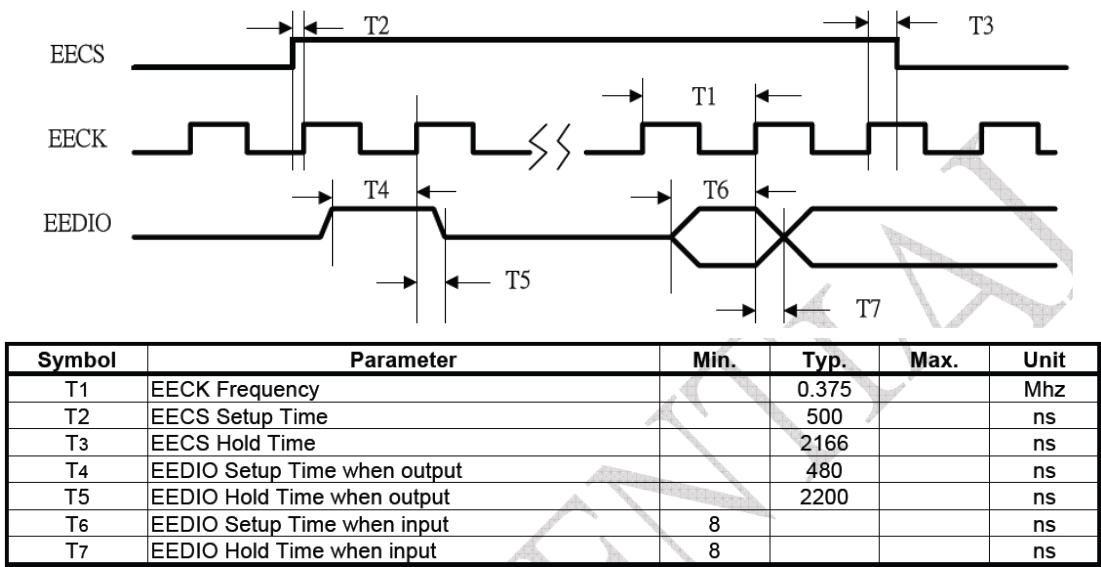 T2
T3
EECS
T1
EECK
T4
T6
EEDIO
T5
T7
Symbol Parameter Min. Typ. Max. Unit
T1 EECK Frequency 0.375 Mhz
T2 EECS Setup Time 500 ns
T3 EECS Hold Time 2166 ns
T4 EEDIO Setup Time when output 480 ns
T5 EEDIO Hold Time when output 2200 ns
T6 EEDIO Setup Time when input 8 ns
T7 EEDIO Hold Time when input 8 ns
ENTIAL